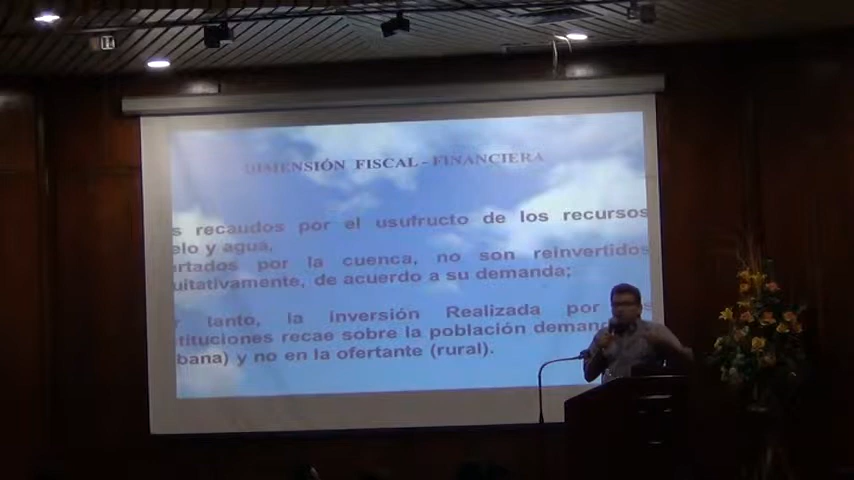 DIMENSIÓN FISCAL - FINANCIERA
s recaudos por el usufructo de los recursos
elo y agua,
ertados por la cuenca, no son reinvertidos
uitativamente, de acuerdo a su demanda;
tanto, la inversión Realizada por
tituciones recae sobre la población
bana) y no en la ofertante (rural).